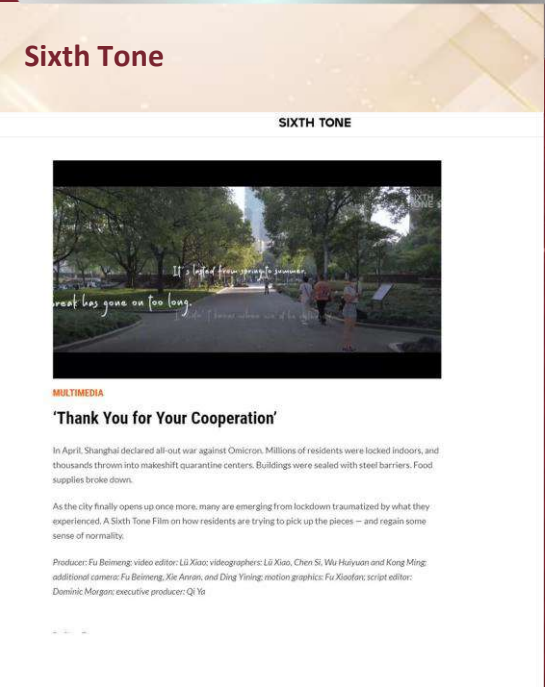 Sixth Tone
SIXTH TONE
SIXTH TONE
It's lasted from spring to summer.
break has gone on too long.
MULTIMEDIA
‘Thank You for Your Cooperation’
In April, Shanghai declared all-out war against Omicron. Millions of residents were locked indoors, and
thousands thrown into makeshift quarantine centers. Buildings were sealed with steel barriers. Food
supplies broke down.
As the city finally opens up once more, many are emerging from lockdown traumatized by what they
experienced. A Sixth Tone Film on how residents are trying to pick up the pieces — and regain some
sense of normality.
Producer: Fu Beimeng; video editor: Lü Xiao; videographers: Lü Xiao, Chen Si, Wu Huiyuan and Kong Ming;
additional camera: Fu Beimeng, Xie Anran, and Ding Yining; motion graphics: Fu Xiaofan; script editor:
Dominic Morgan; executive producer: Qi Ya